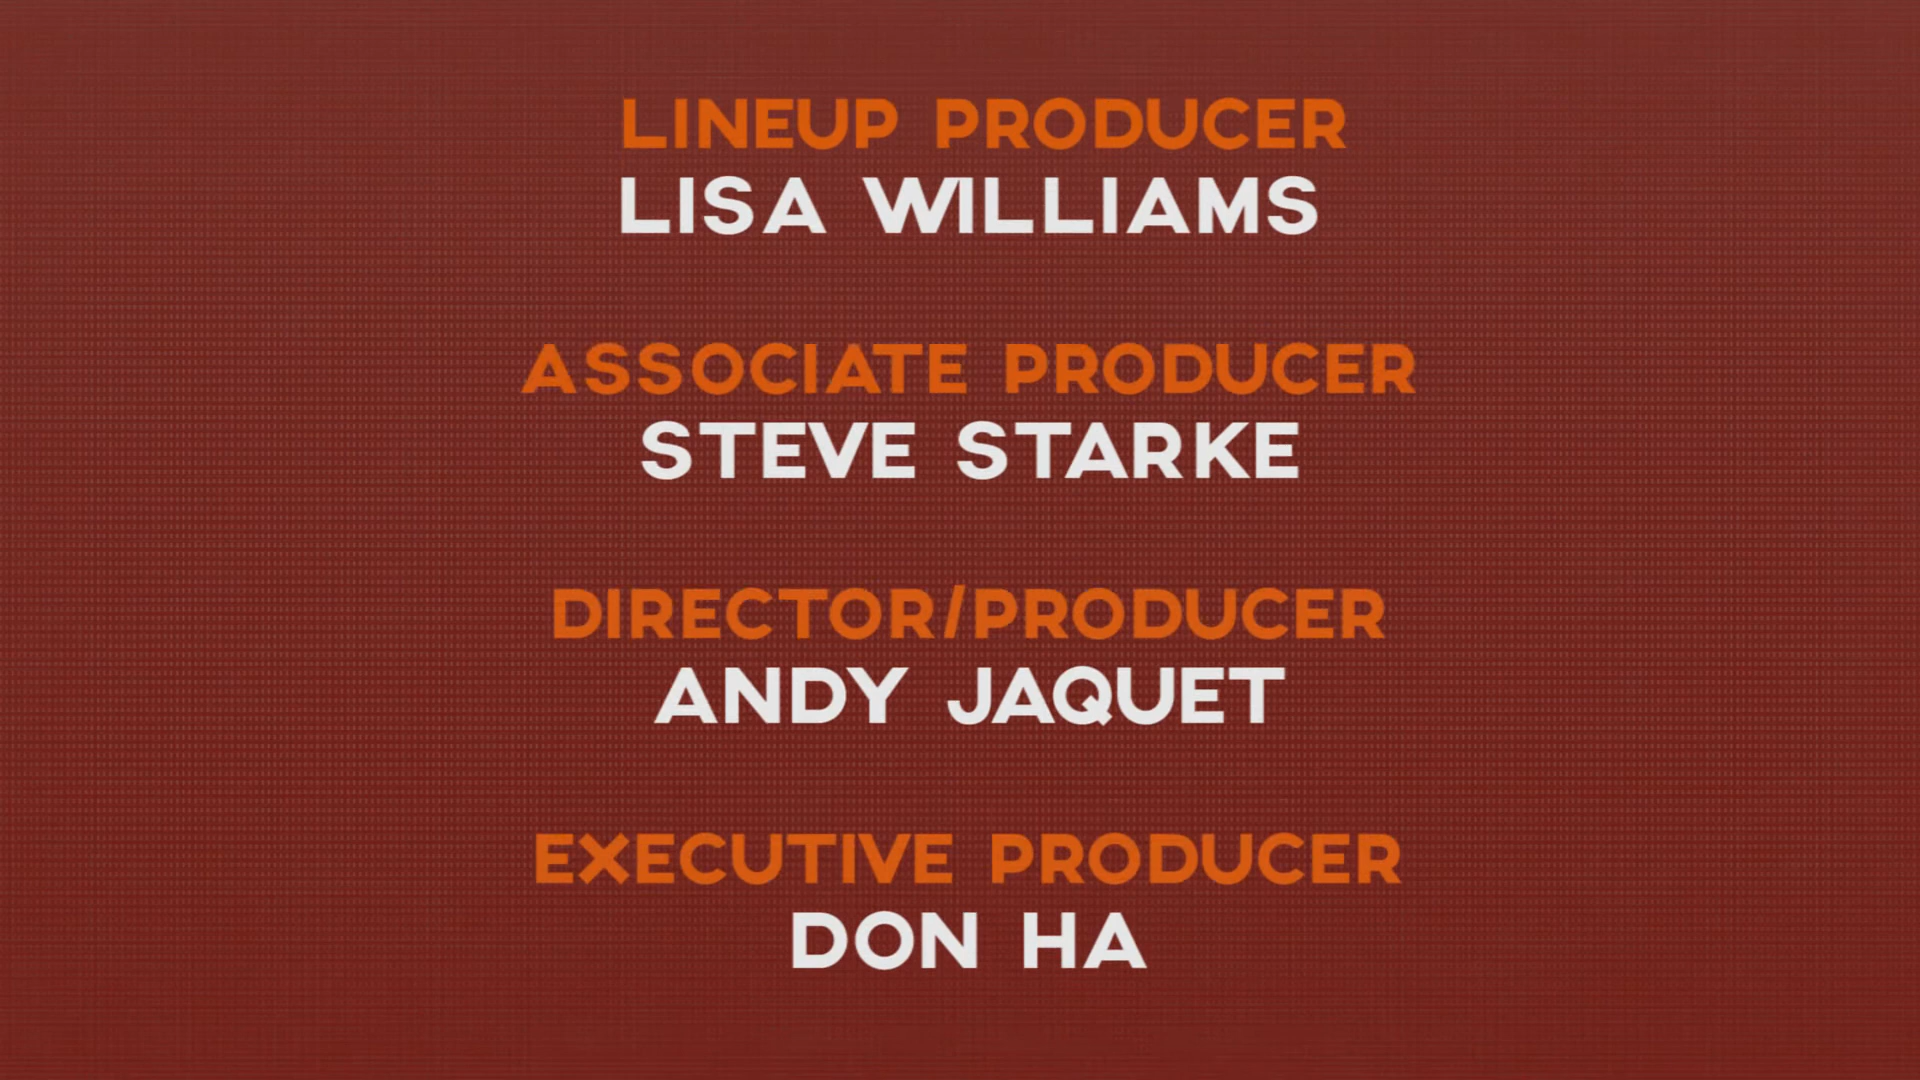 LINEUP PRODUCER
LISA WILLIAMS
ASSOCIATE PRODUCER
STEVE STARKE
DIRECTOR/PRODUCER
ANDY JAQUET
EXECUTIVE PRODUCER
DON HA